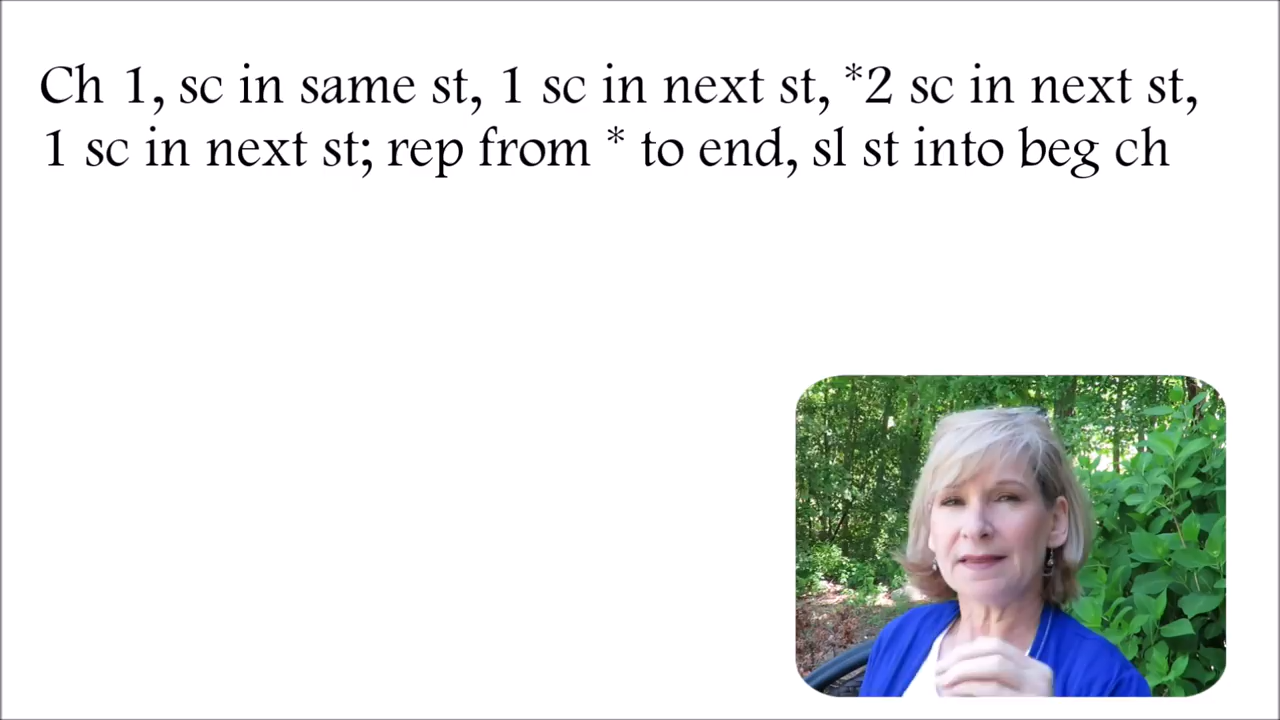 Ch 1, sc in same st, 1 sc in next st, *2 sc in next st,
1 sc in next st; rep from * to end, sl st into beg ch